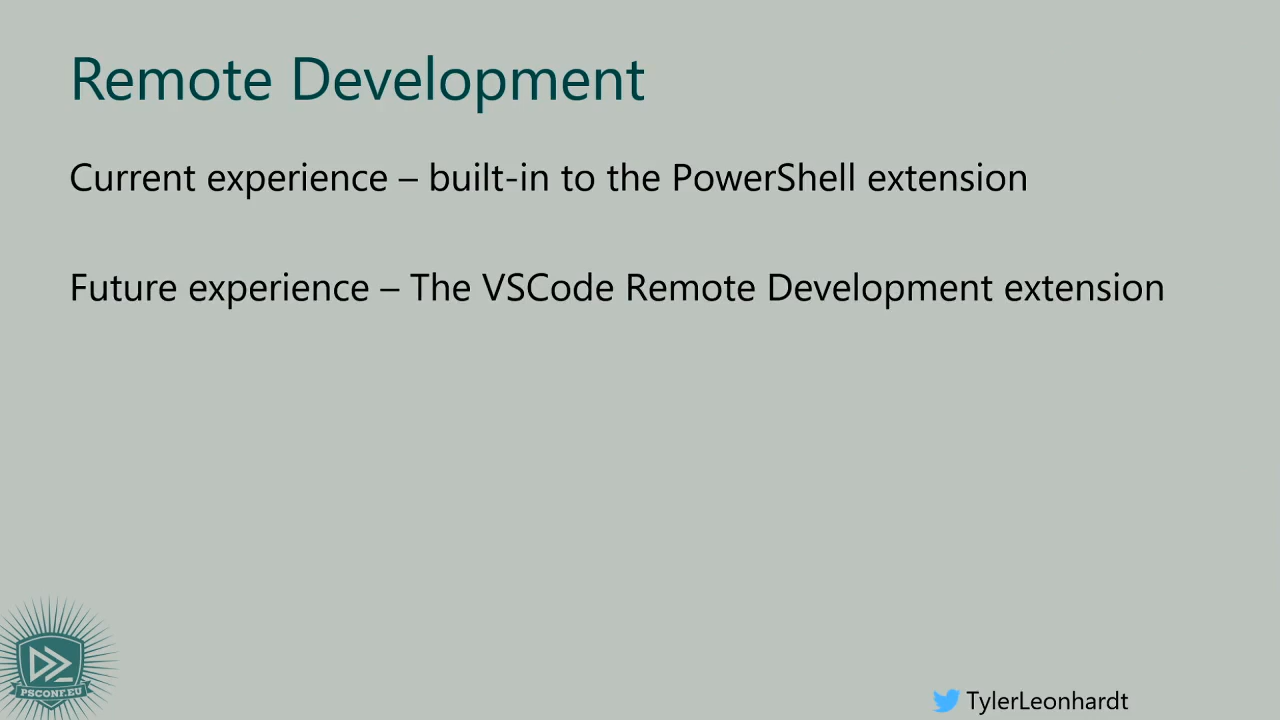 Remote Development
Current experience – built-in to the PowerShell extension
Future experience – The VSCode Remote Development extension
PSCONF.EU
TylerLeonhardt